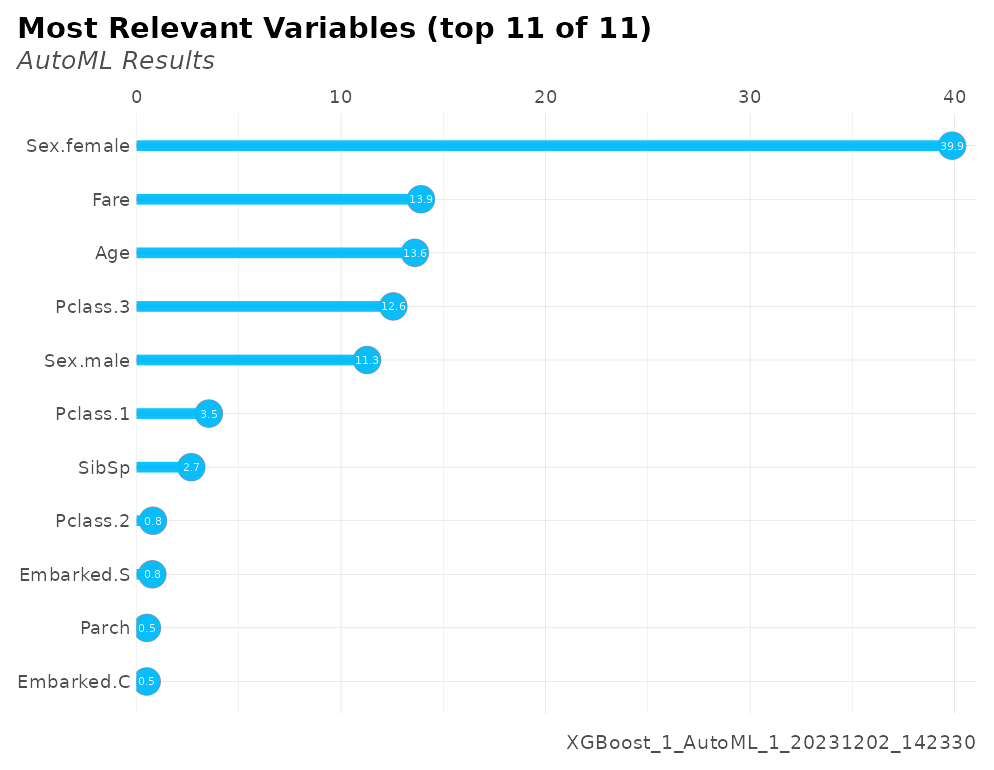 Most Relevant Variables (top 11 of 11)
AutoML Results
0 10 20 30 40
Sex.female 39.9
Fare 13.9
Age 13.6
Pclass.3 12.6
Sex.male 11.3
Pclass.1 3.5
SibSp 2.7
Pclass.2 0.8
Embarked.S 0.8
Parch 0.5
Embarked.C 0.5
XGBoost_1_AutoML_1_20231202_142330